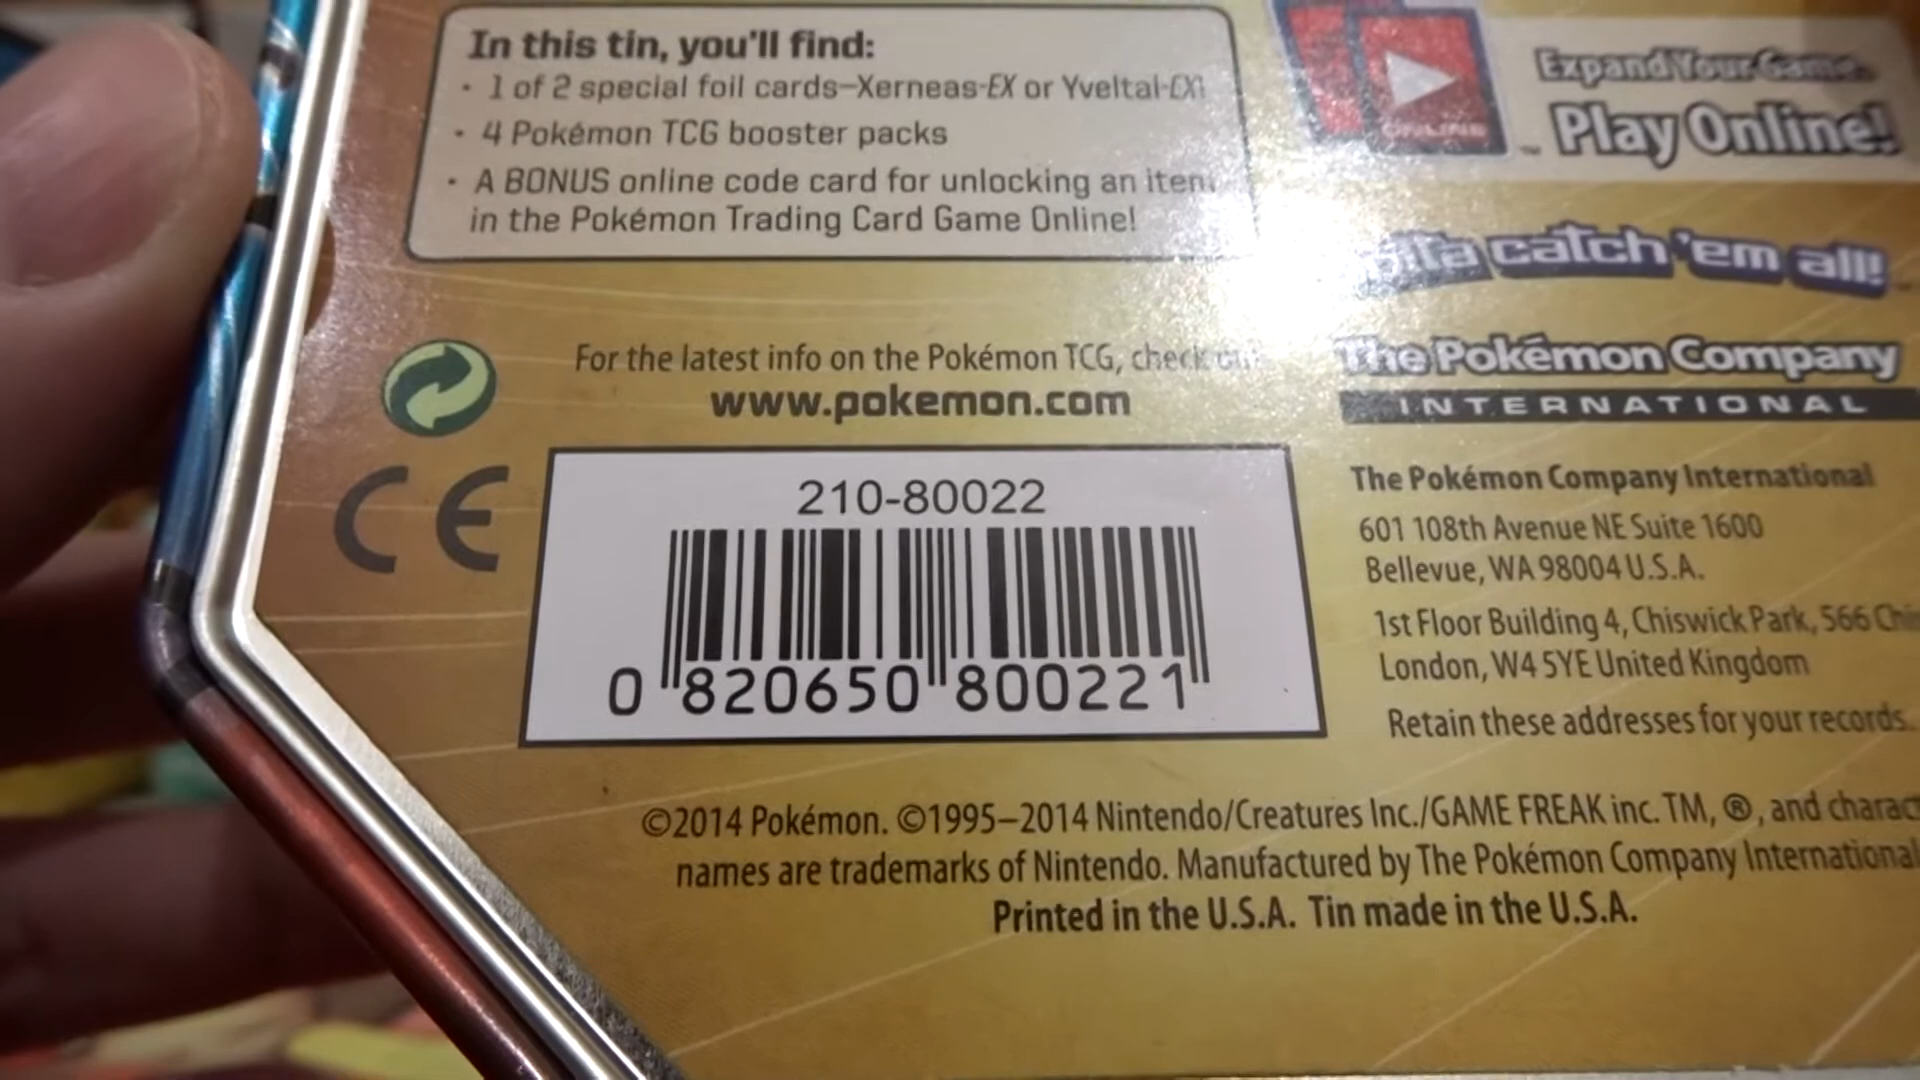 In this tin, you'll find:
· 1 of 2 special foil cards–Xerneas-EX or Yveltal-EX!
· 4 Pokémon TCG booster packs
· A BONUS online code card for unlocking an item
in the Pokémon Trading Card Game Online!
ONLINE
Expand Your Game.
™ Play Online!
catch 'em all!
For the latest info on the Pokémon TCG, check
www.pokemon.com
The Pokémon Company
INTERNATIONAL
CE
210-80022
0 820650 800221
The Pokémon Company International
601 108th Avenue NE Suite 1600
Bellevue, WA 98004 U.S.A.
1st Floor Building 4, Chiswick Park, 566
London, W4 5YE United Kingdom
Retain these addresses for your records.
©2014 Pokémon. ©1995–2014 Nintendo/Creatures Inc./GAME FREAK inc. TM, ®, and
names are trademarks of Nintendo. Manufactured by The Pokémon Company International
Printed in the U.S.A. Tin made in the U.S.A.